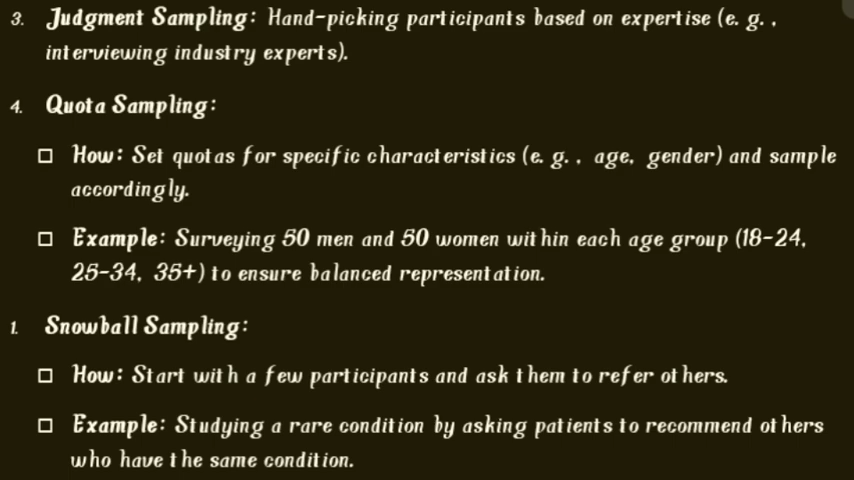 3. Judgment Sampling: Hand-picking participants based on expertise (e. g. ,
interviewing industry experts).
4. Quota Sampling:
□ How: Set quotas for specific characteristics (e. g. , age, gender) and sample
accordingly.
□ Example: Surveying 50 men and 50 women within each age group (18-24,
25-34, 35+) to ensure balanced representation.
1. Snowball Sampling:
□ How: Start with a few participants and ask them to refer others.
□ Example: Studying a rare condition by asking patients to recommend others
who have the same condition.